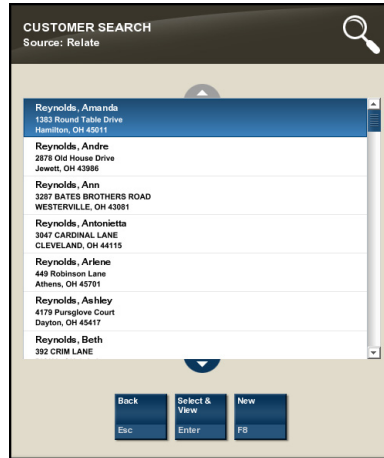 CUSTOMER SEARCH
Source: Relate
Reynolds, Amanda
1383 Round Table Drive
Hamilton, OH 45011
Reynolds, Andre
2878 Old House Drive
Jewett, OH 43986
Reynolds, Ann
3287 BATES BROTHERS ROAD
WESTERVILLE, OH 43081
Reynolds, Antonietta
3047 CARDINAL LANE
CLEVELAND, OH 44115
Reynolds, Arlene
449 Robinson Lane
Athens, OH 45701
Reynolds, Ashley
4179 Pursglove Court
Dayton, OH 45417
Reynolds, Beth
392 CRIM LANE
Back Select & New
View
Esc Enter F8